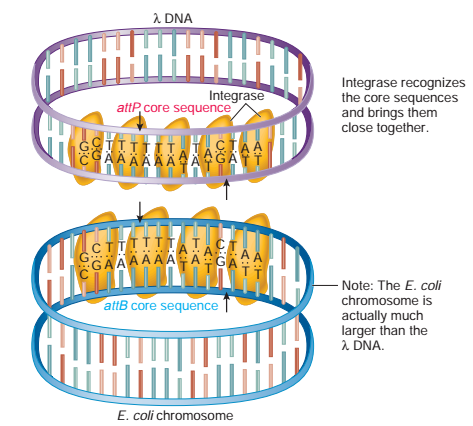 λ DNA
attP core sequence
Integrase
Integrase recognizes
the core sequences
and brings them
close together.
G C T T T T T T A T A C T A A
C G A A A A A A T A T G A T T
G C T T T T T T A T A C T A A
C G A A A A A A T A T G A T T
attB core sequence
Note: The E. coli
chromosome is
actually much
larger than the
λ DNA.
E. coli chromosome